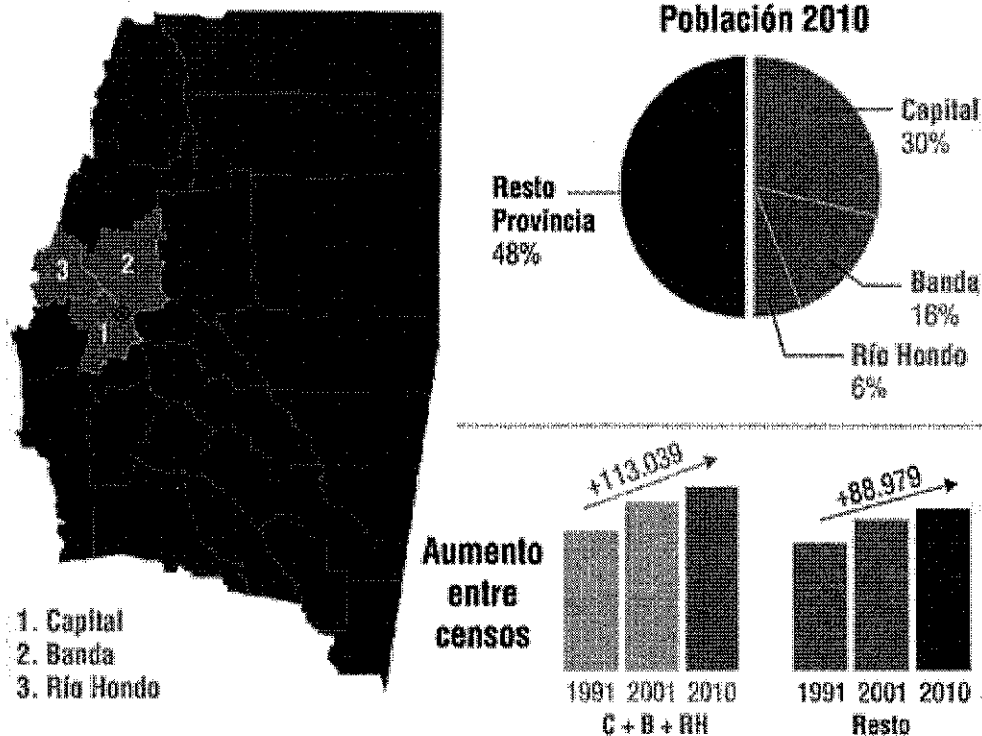 Población 2010
Capital
30%
Resto
Província
48%
Banda
16%
Río Hondo
6%
3
2
1
1. Capital
2. Banda
3. Río Hondo
Aumento
entre
censos
+113.039
1991 2001 2010
C + B + RH
+88.979
1991 2001 2010
Resto